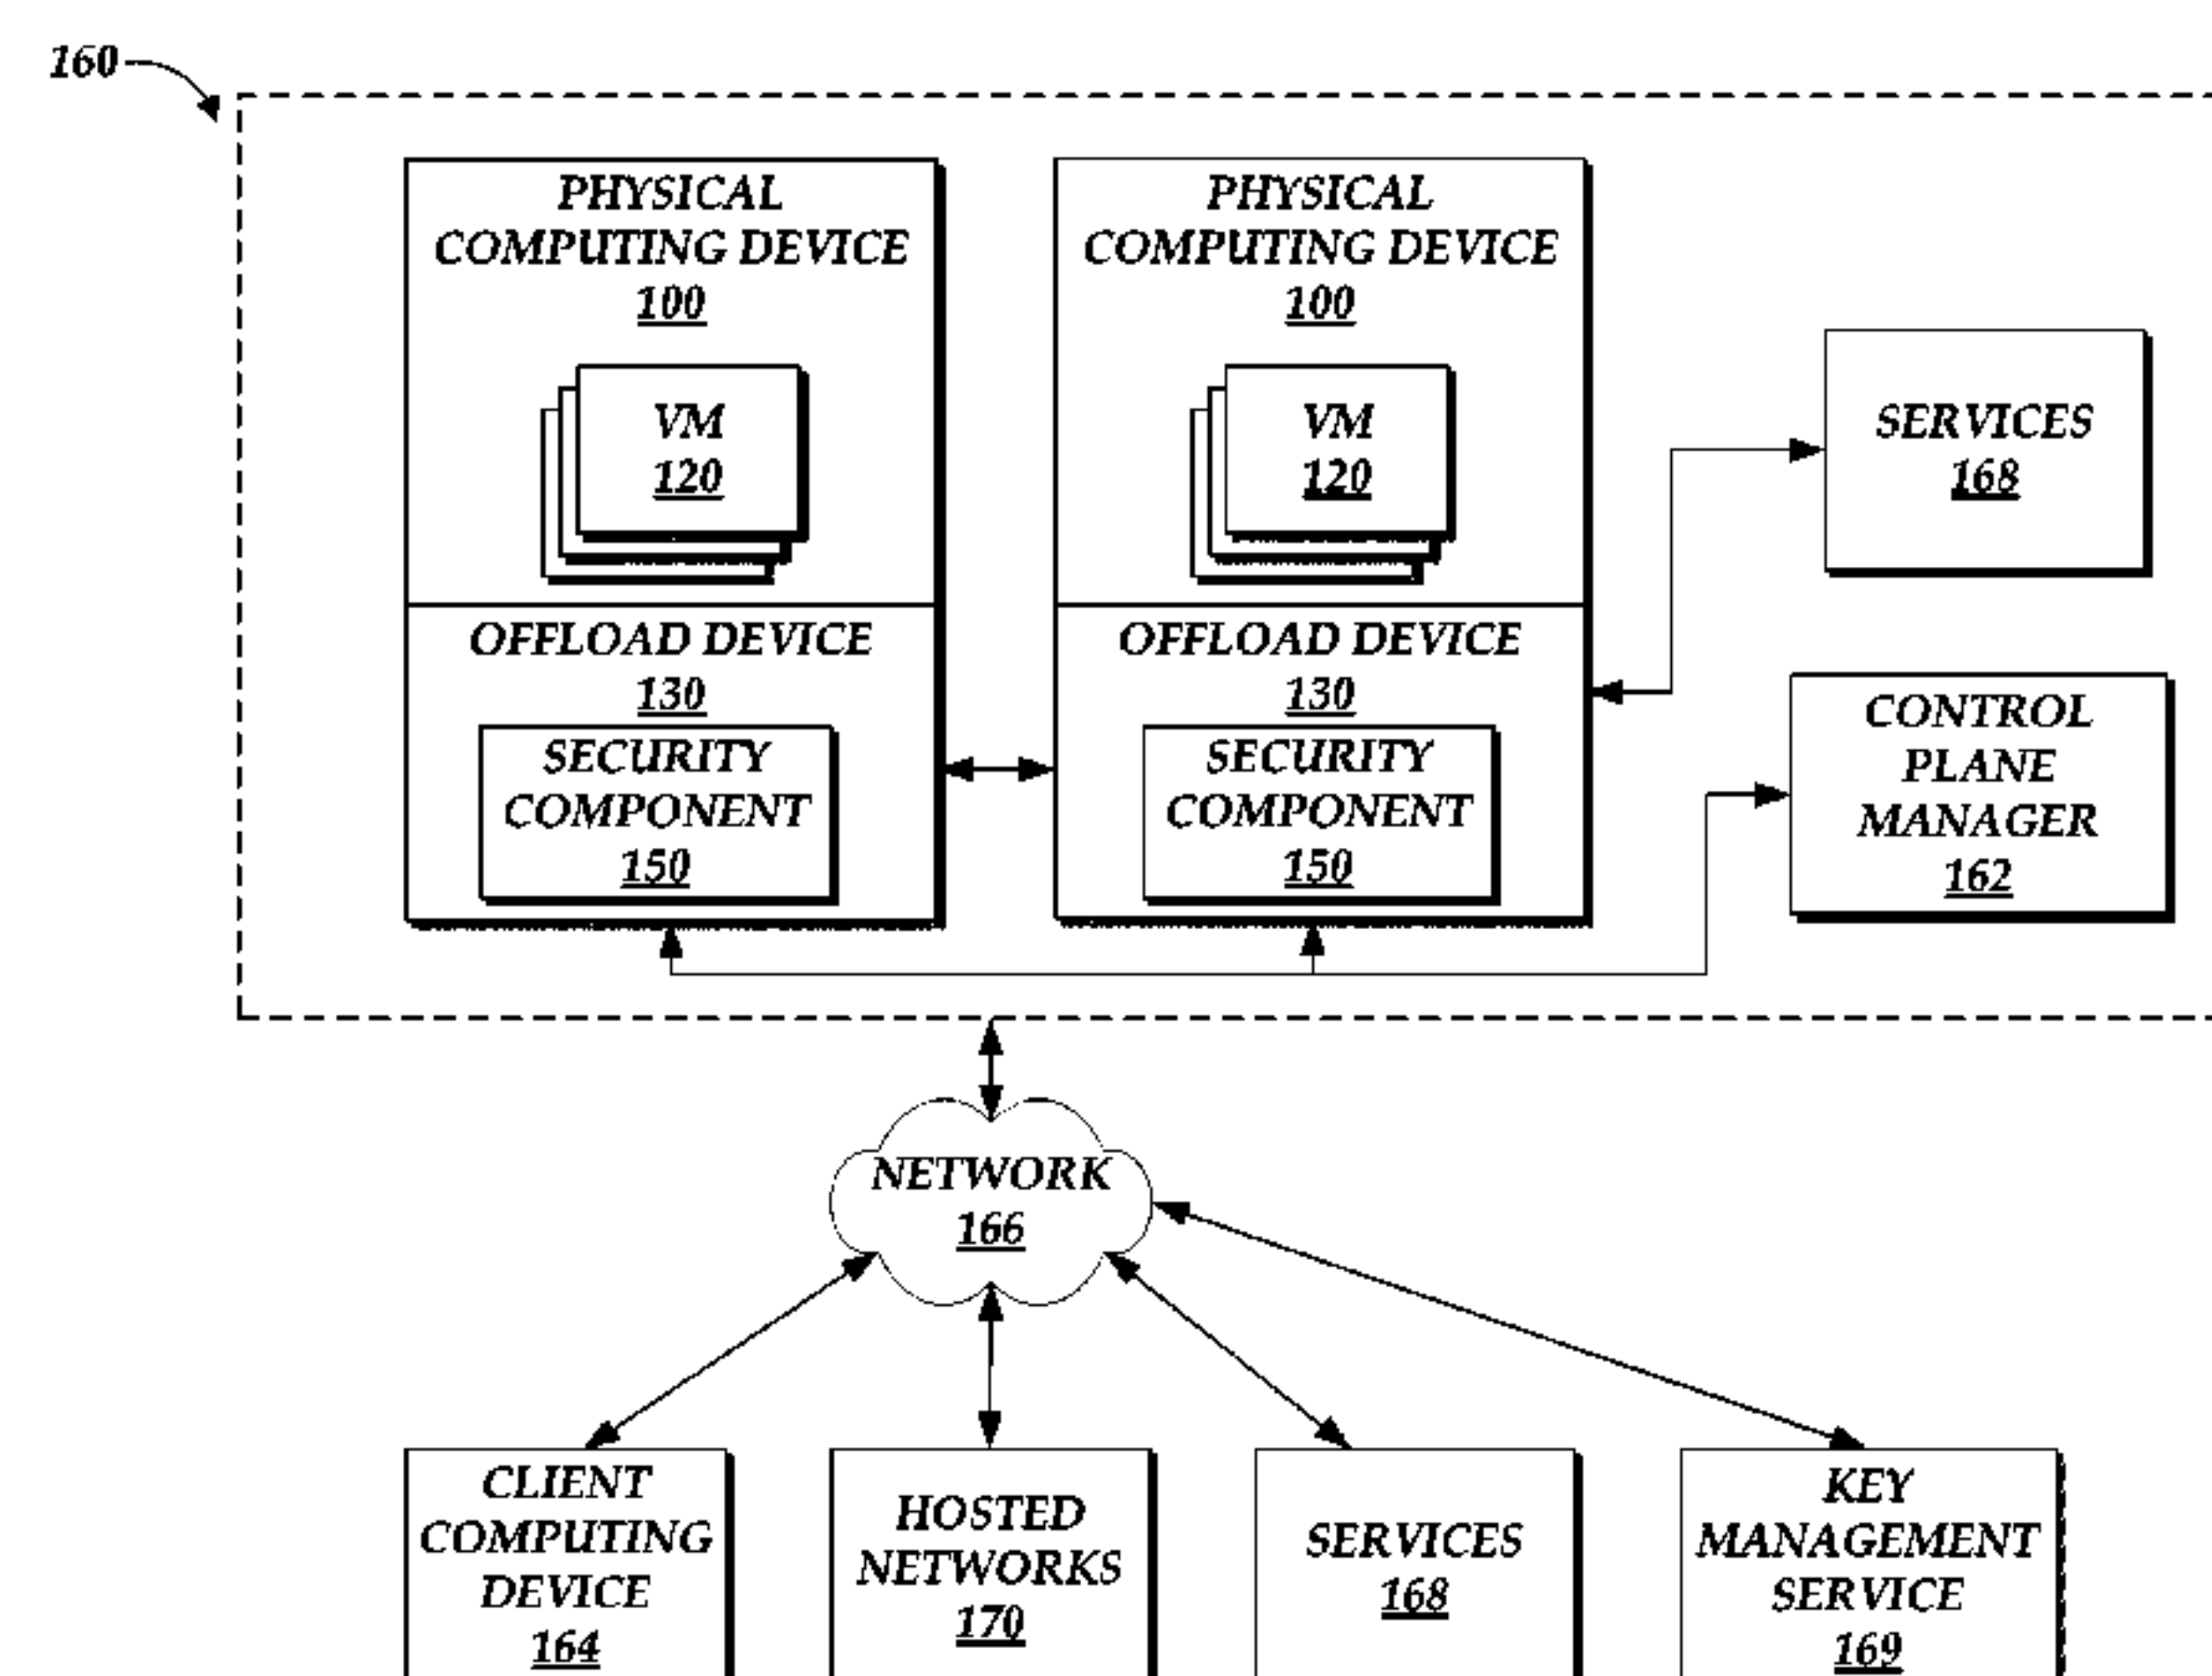 160
PHYSICAL
COMPUTING DEVICE
100
VM
120
OFFLOAD DEVICE
130
SECURITY
COMPONENT
150
PHYSICAL
COMPUTING DEVICE
100
VM
120
OFFLOAD DEVICE
130
SECURITY
COMPONENT
150
SERVICES
168
CONTROL
PLANE
MANAGER
162
NETWORK
166
CLIENT
COMPUTING
DEVICE
164
HOSTED
NETWORKS
170
SERVICES
168
KEY
MANAGEMENT
SERVICE
169